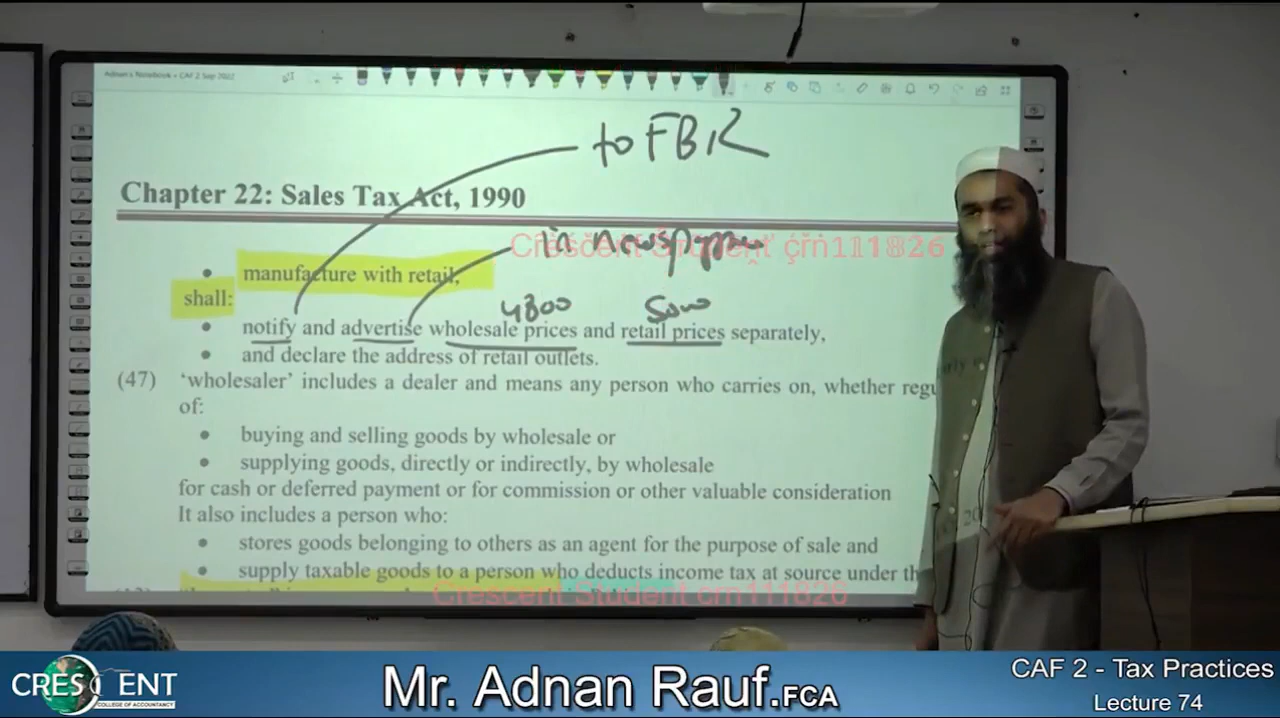 Adnan's Notebook - CAF 2 Sep 2022
to FBR
Chapter 22: Sales Tax Act, 1990
in newspaper
Crescent Student crm111826
• manufacture with retail,
shall:
4800 5000
• notify and advertise wholesale prices and retail prices separately,
• and declare the address of retail outlets.
(47) 'wholesaler' includes a dealer and means any person who carries on, whether regu
of:
• buying and selling goods by wholesale or
• supplying goods, directly or indirectly, by wholesale
for cash or deferred payment or for commission or other valuable consideration
It also includes a person who:
• stores goods belonging to others as an agent for the purpose of sale and
• supply taxable goods to a person who deducts income tax at source under th
Crescent Student crm111826
CRESCENT
COLLEGE OF ACCOUNTANCY
Mr. Adnan Rauf.FCA
CAF 2 - Tax Practices
Lecture 74